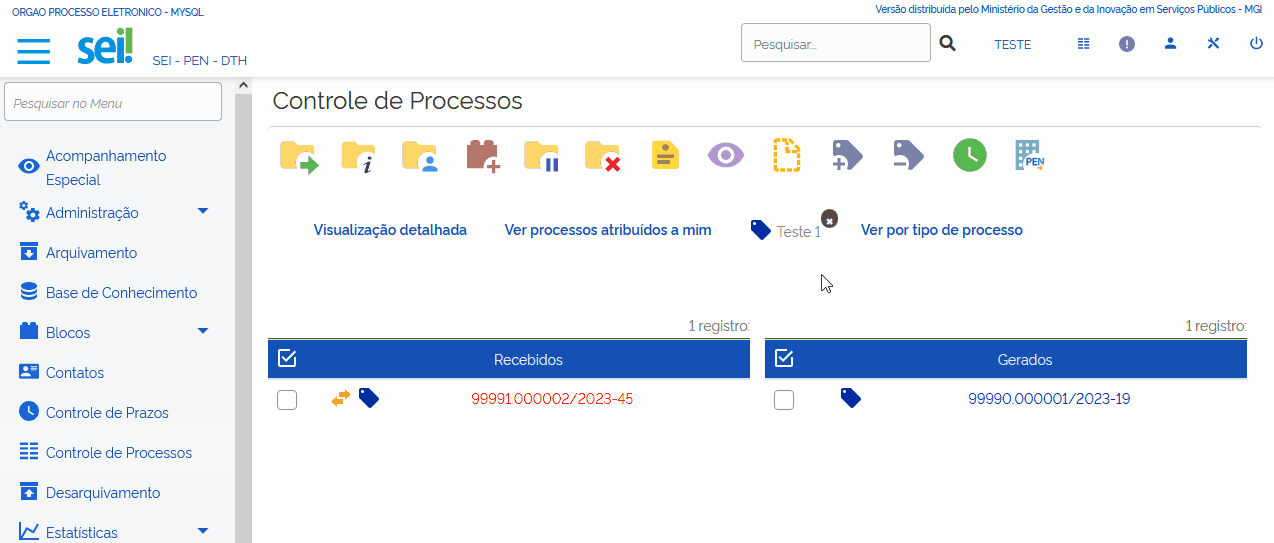 ORGAO PROCESSO ELETRONICO - MYSQL
Versão distribuída pelo Ministério da Gestão e da Inovação em Serviços Públicos - MGI
sei!
SEI - PEN - DTH
Pesquisar...
TESTE
Pesquisar no Menu
Acompanhamento
Especial
Administração
Arquivamento
Base de Conhecimento
Blocos
Contatos
Controle de Prazos
Controle de Processos
Desarquivamento
Estatísticas
Controle de Processos
PEN
Visualização detalhada
Ver processos atribuídos a mim
Teste 1
Ver por tipo de processo
1 registro:
Recebidos
99991.000002/2023-45
1 registro:
Gerados
99990.000001/2023-19